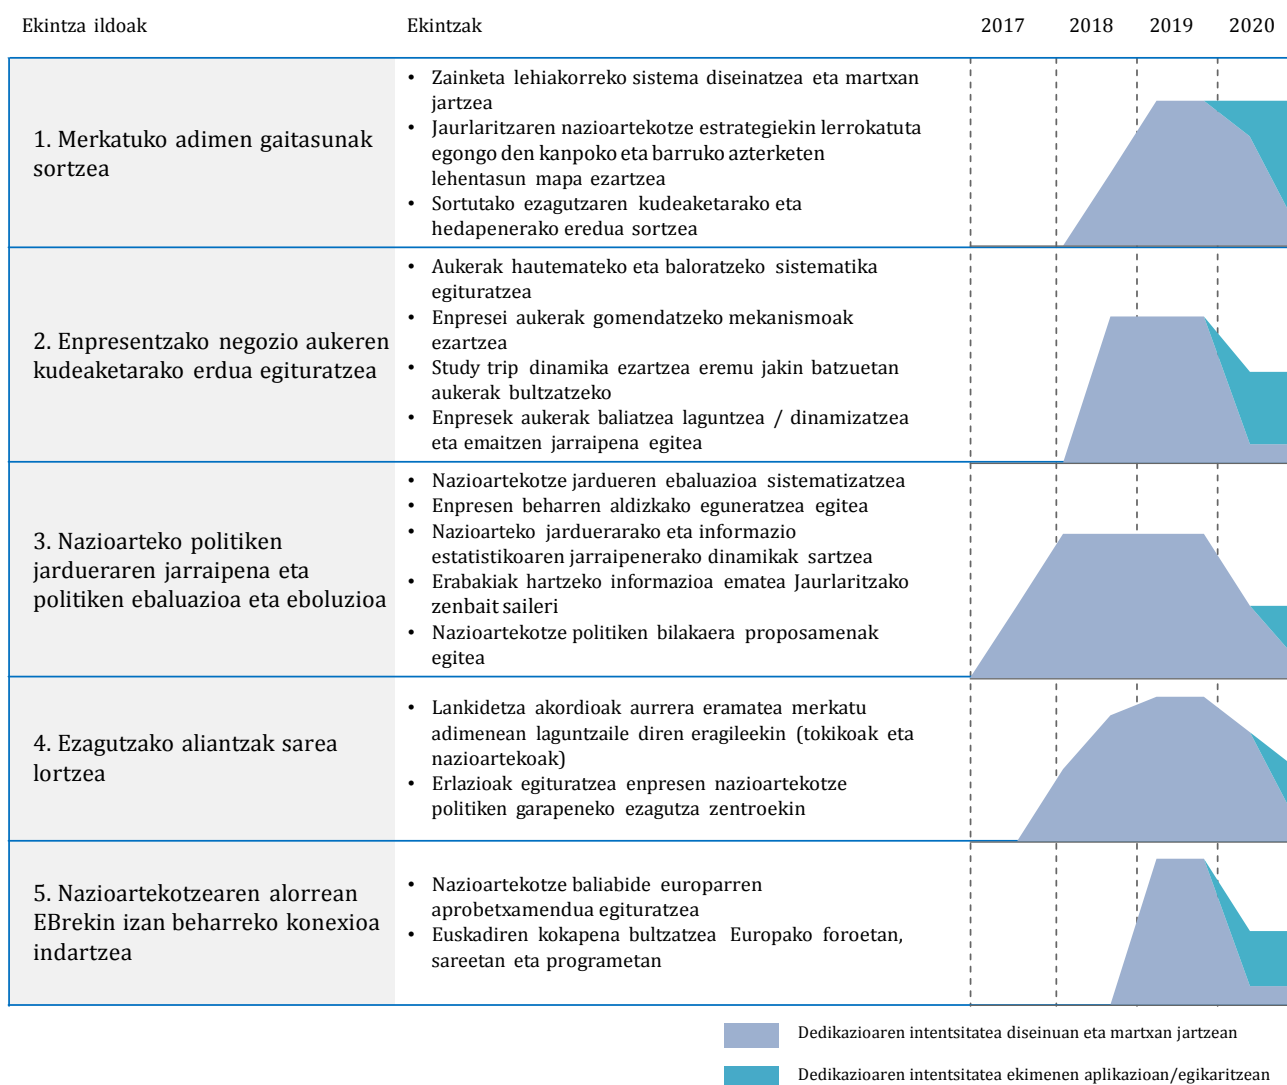 Ekintza ildoak
Ekintzak
2017
2018
2019
2020
1. Merkatuko adimen gaitasunak
sortzea
• Zainketa lehiakorreko sistema diseinatzea eta martxan
jartzea
• Jaurlaritzaren nazioartekotze estrategiekin lerrokatuta
egongo den kanpoko eta barruko azterketen
lehentasun mapa ezartzea
• Sortutako ezagutzaren kudeaketarako eta
hedapenerako eredua sortzea
2. Enpresentzako negozio aukeren
kudeaketarako erdua egituratzea
• Aukerak hautemateko eta baloratzeko sistematika
egituratzea
• Enpresei aukerak gomendatzeko mekanismoak
ezartzea
• Study trip dinamika ezartzea eremu jakin batzuetan
aukerak bultzatzeko
• Enpresek aukerak baliatzea laguntzea / dinamizatzea
eta emaitzen jarraipena egitea
3. Nazioarteko politiken
jardueraren jarraipena eta
politiken ebaluazioa eta eboluzioa
• Nazioartekotze jardueren ebaluazioa sistematizatzea
• Enpresen beharren aldizkako eguneratzea egitea
• Nazioarteko jarduerarako eta informazio
estatistikoaren jarraipenerako dinamikak sartzea
• Erabakiak hartzeko informazioa ematea Jaurlaritzako
zenbait saileri
• Nazioartekotze politiken bilakaera proposamenak
egitea
4. Ezagutzako aliantzak sarea
lortzea
• Lankidetza akordioak aurrera eramatea merkatu
adimenean laguntzaile diren eragileekin (tokikoak eta
nazioartekoak)
• Erlazioak egituratzea enpresen nazioartekotze
politiken garapeneko ezagutza zentroekin
5. Nazioartekotzearen alorrean
EBrekin izan beharreko konexioa
indartzea
• Nazioartekotze baliabide europarren
aprobetxamendua egituratzea
• Euskadiren kokapena bultzatzea Europako foroetan,
sareetan eta programetan
Dedikazioaren intentsitatea diseinuan eta martxan jartzean
Dedikazioaren intentsitatea ekimenen aplikazioan/egikaritzean